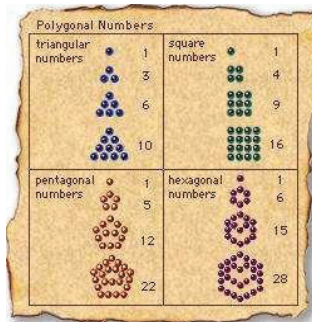 Polygonal Numbers
triangular
numbers
1
3
6
10
square
numbers
1
4
9
16
pentagonal
numbers
1
5
12
22
hexagonal
numbers
1
6
15
28